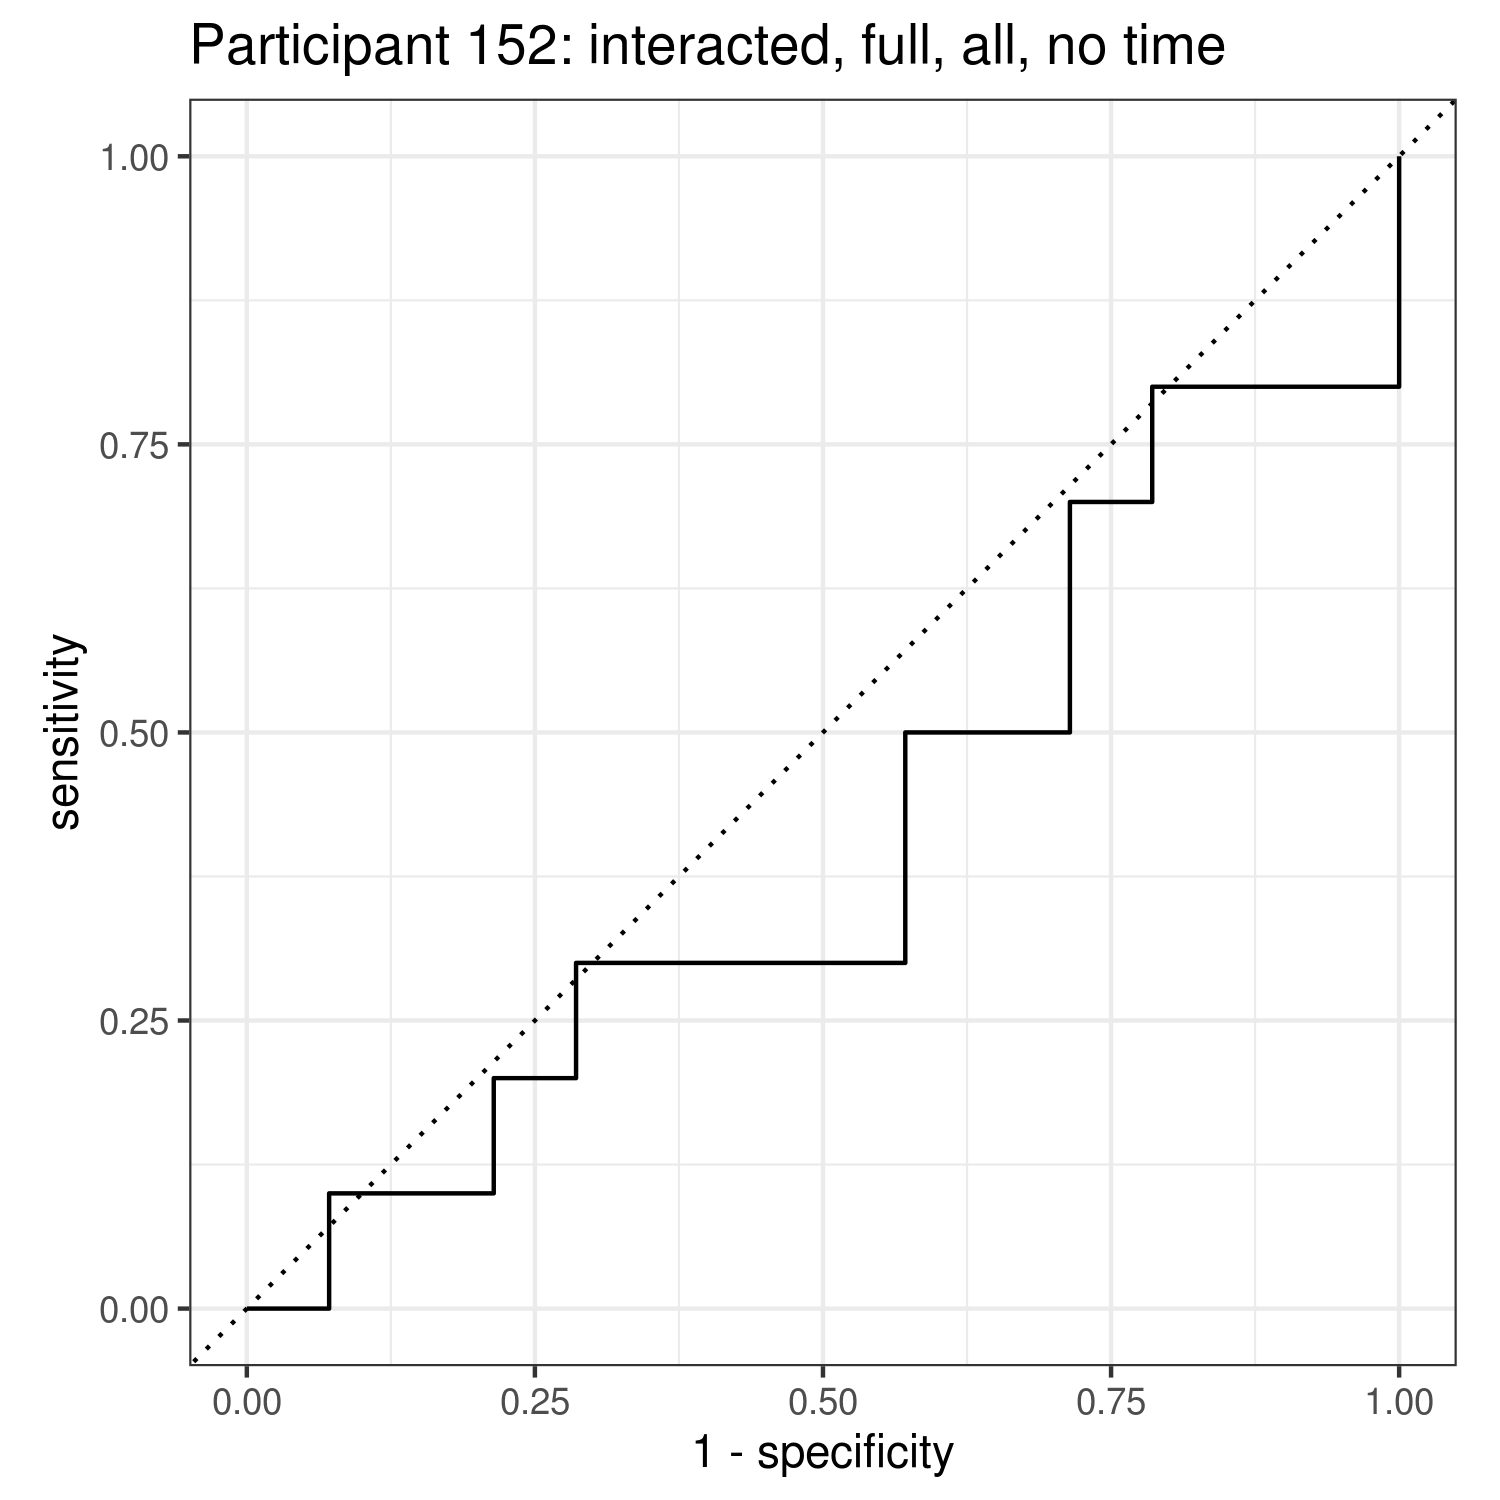 Participant 152: interacted, full, all, no time
1.00
0.75
0.50
0.25
0.00
sensitivity
0.00 0.25 0.50 0.75 1.00
1 - specificity